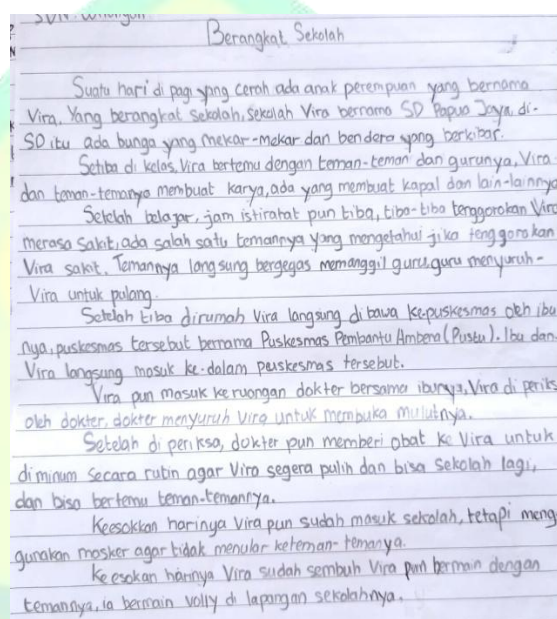 Berangkat Sekolah
Suatu hari di pagi yang cerah ada anak perempuan yang bernama
Vira. Yang berangkat sekolah, sekolah Vira bernama SD Papua Jaya, di-
SD itu ada bunga yang mekar-mekar dan bendera yang berkibar.
Setiba di kelas, Vira bertemu dengan teman-teman dan gurunya, Vira
dan teman-temanya membuat karya, ada yang membuat kapal dan lain-lainnya
Setelah belajar, jam istiratat pun tiba, tiba-tiba tenggorokan Vira
merasa sakit, ada salah satu temannya yang mengetahui jika tenggorokan
Vira sakit. Temannya langsung bergegas memanggil guru, guru menyuruh-
Vira untuk pulang.
Setelah tiba dirumah Vira langsung di bawa kepuskesmas oleh ibu
nya, puskesmas tersebut bernama Puskesmas Pembantu Ambena (Pustu). Ibu dan
Vira langsung masuk ke-dalam puskesmas tersebut.
Vira pun masuk ke ruangan dokter bersama ibunya, Vira di periks
oleh dokter, dokter menyuruh Vira untuk membuka mulutnya.
Setelah di periksa, dokter pun memberi obat ke Vira untuk
diminum secara rutin agar Vira segera pulih dan bisa sekolah lagi,
dan bisa bertemu teman-temannya.
Keesokkan harinya Vira pun sudah masuk sekolah, tetapi meng
gunakan masker agar tidak menular keteman-temanya.
Keesokan harinya Vira sudah sembuh Vira pun bermain dengan
temannya, ia bermain volly di lapangan sekolahnya.